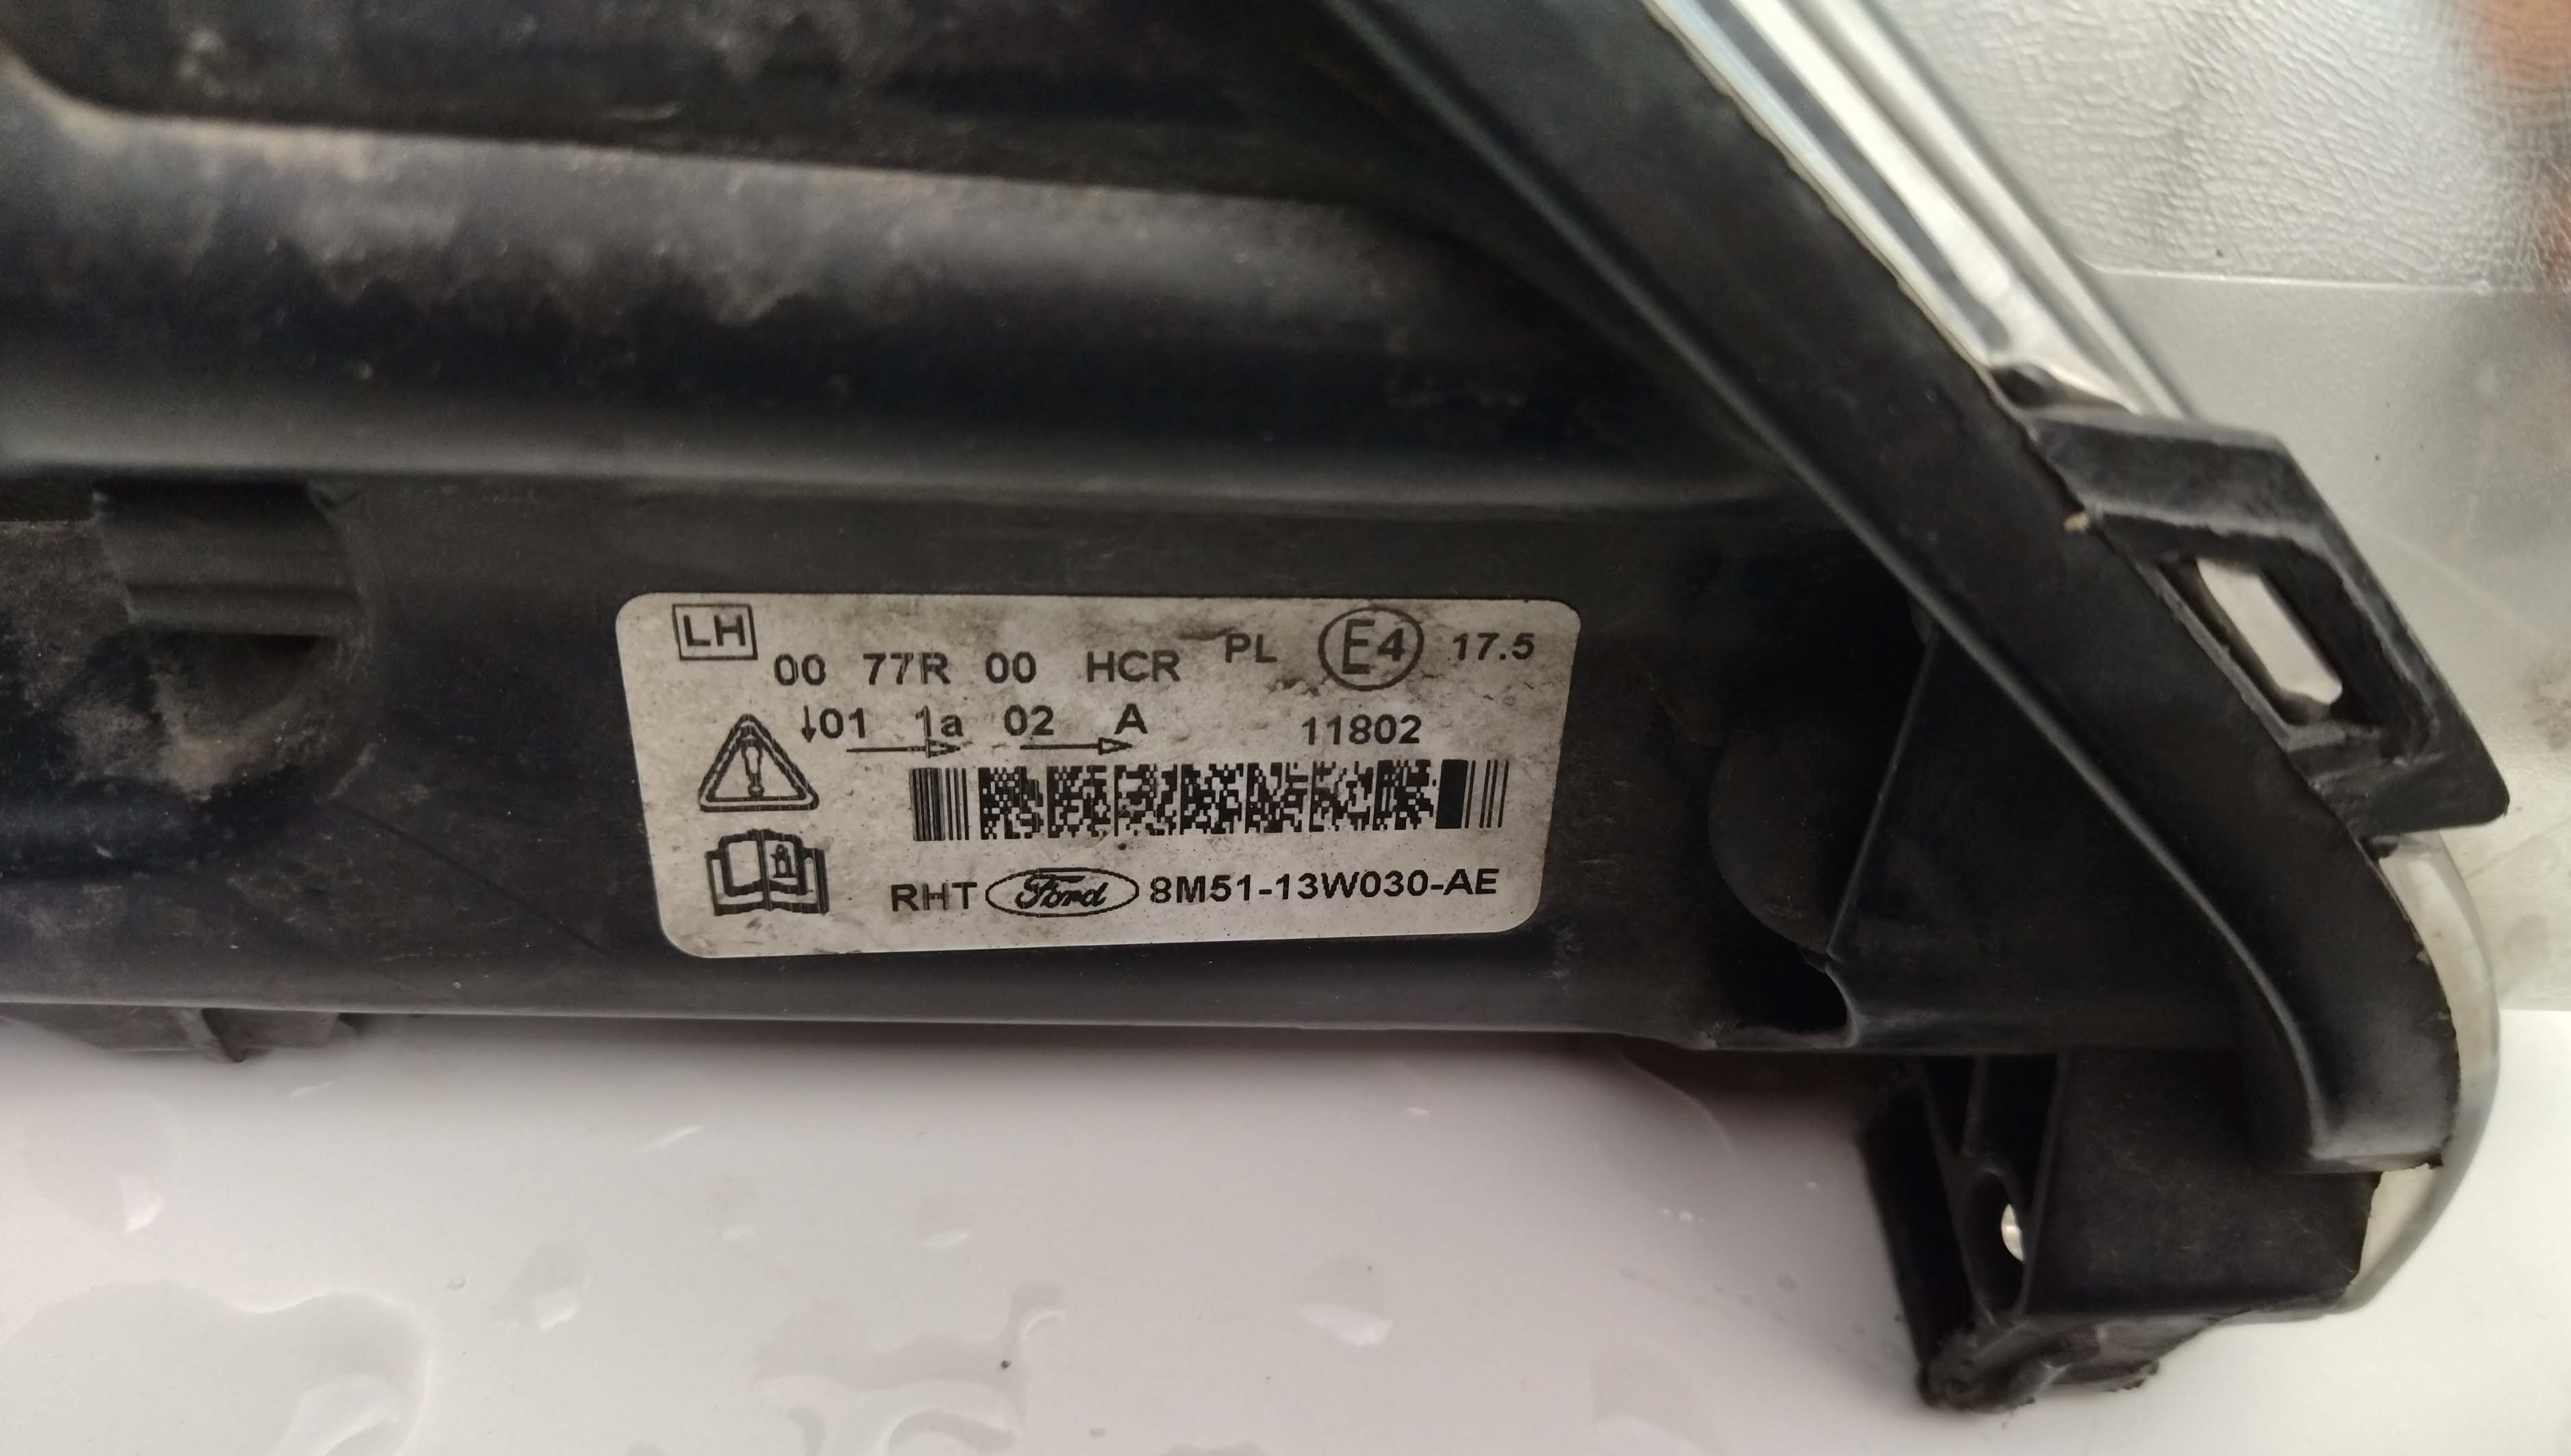 LH
00 77R 00 HCR PL E4 17.5
↓01 1a 02 A 11802
RHT Ford 8M51-13W030-AE